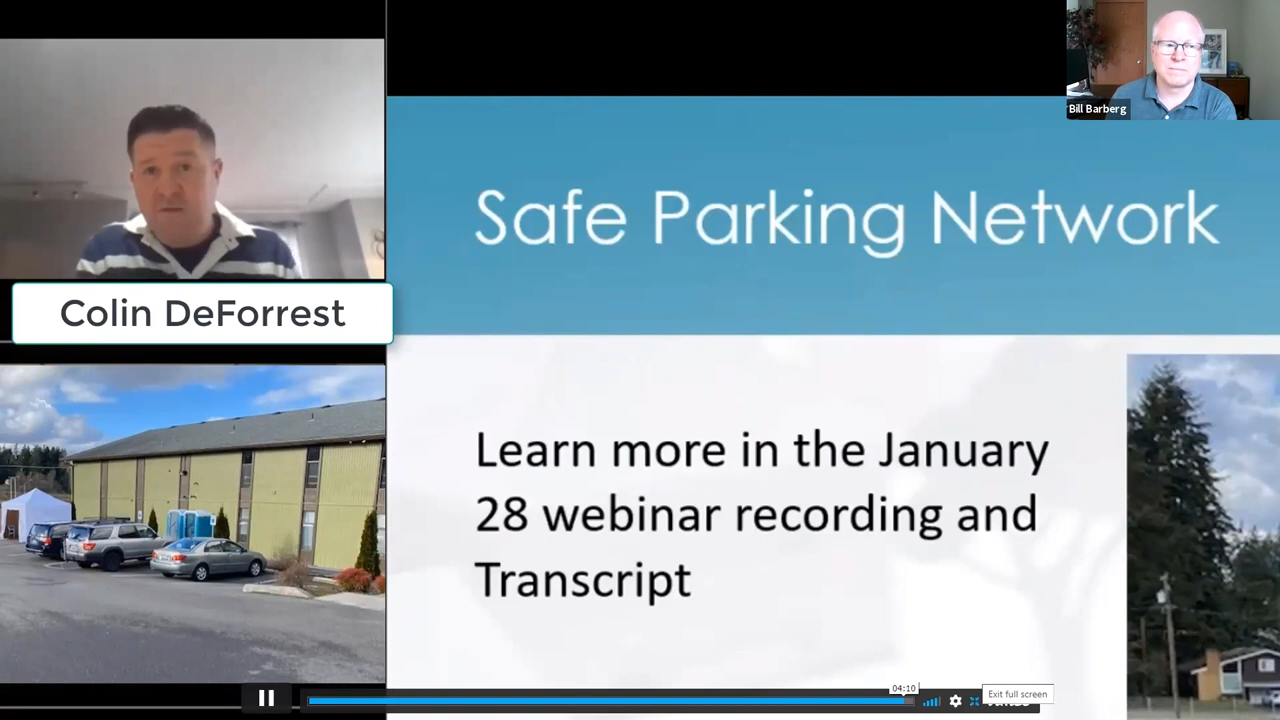 Bill Barberg
Safe Parking Network
Colin DeForrest
Learn more in the January
28 webinar recording and
Transcript
04:10
Exit full screen